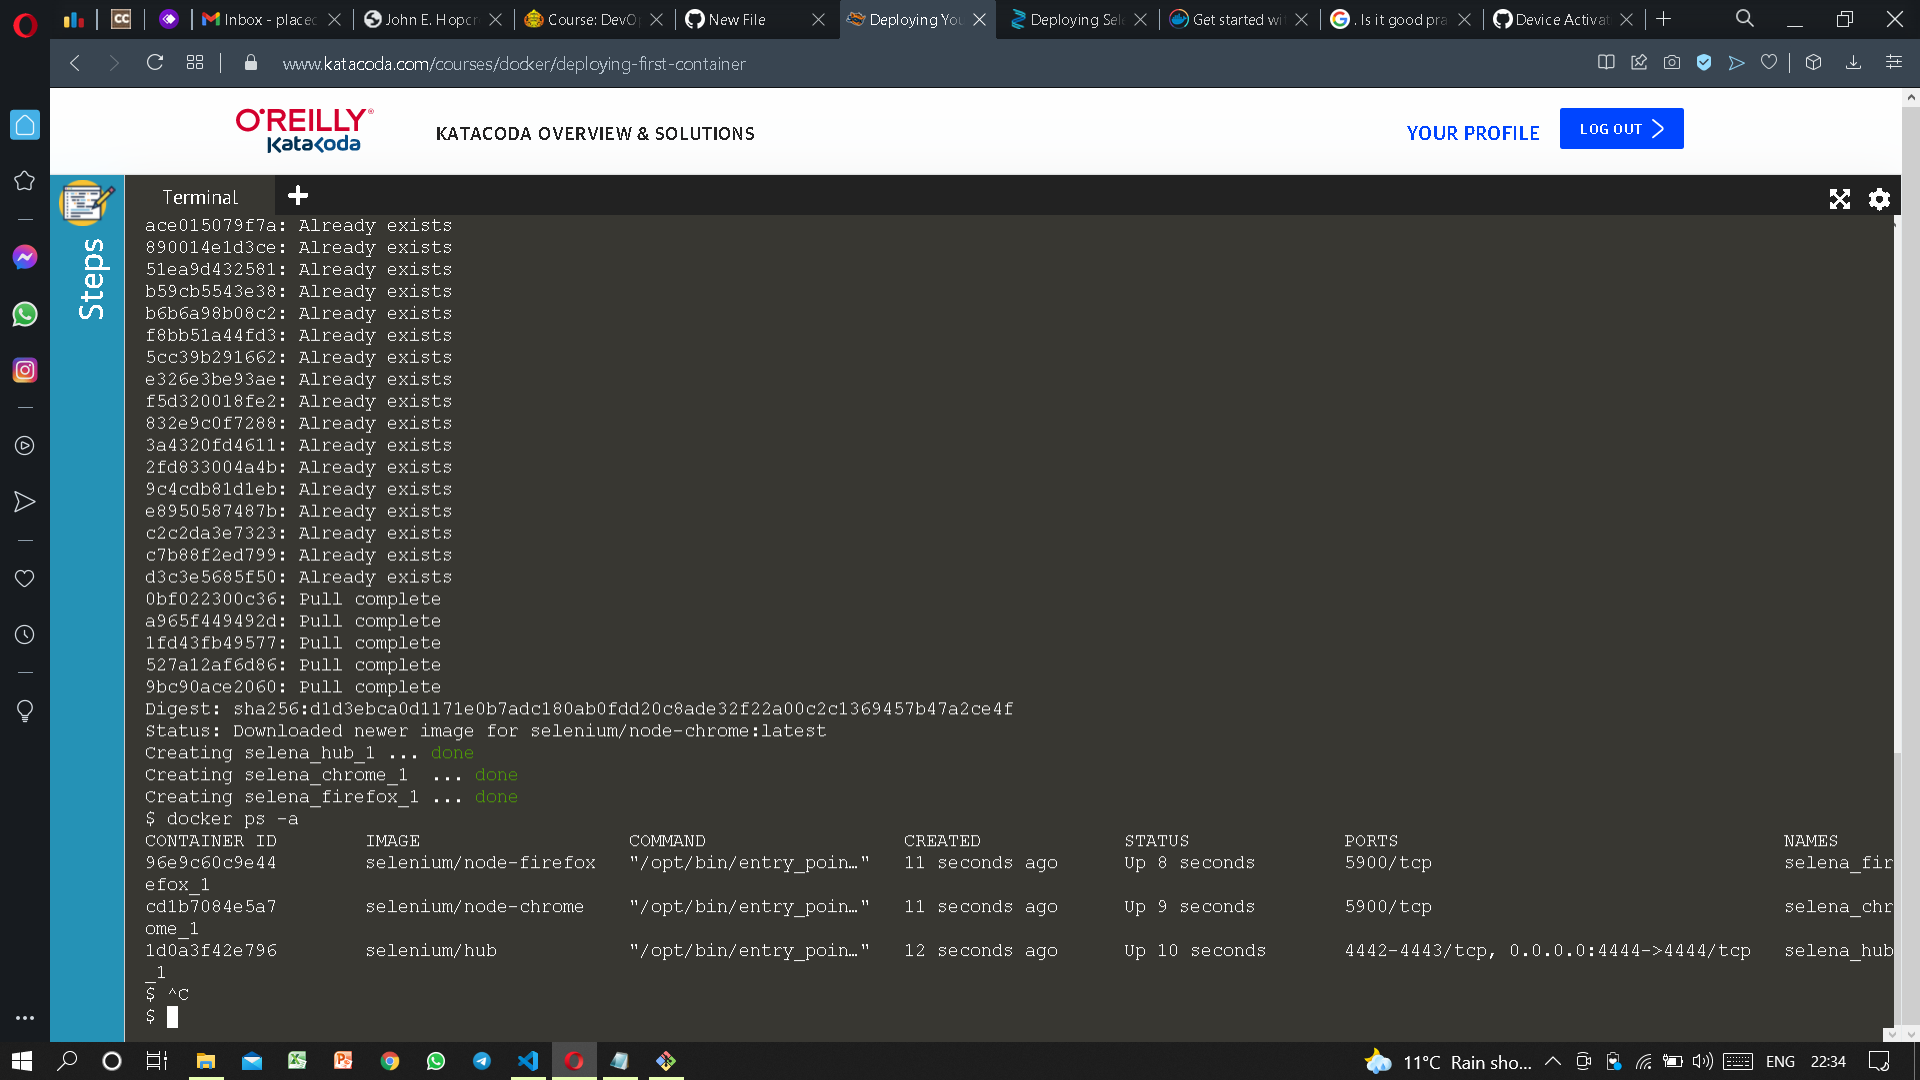 Inbox - placec
John E. Hopcr
Course: DevOp
New File
Deploying You
Deploying Sel
Get started wi
. Is it good pra
Device Activat
www.katacoda.com/courses/docker/deploying-first-container
O'REILLY®
Katacoda
KATACODA OVERVIEW & SOLUTIONS
YOUR PROFILE
LOG OUT
Steps
Terminal
ace015079f7a: Already exists
890014e1d3ce: Already exists
51ea9d432581: Already exists
b59cb5543e38: Already exists
b6b6a98b08c2: Already exists
f8bb51a44fd3: Already exists
5cc39b291662: Already exists
e326e3be93ae: Already exists
f5d320018fe2: Already exists
832e9c0f7288: Already exists
3a4320fd4611: Already exists
2fd833004a4b: Already exists
9c4cdb81d1eb: Already exists
e8950587487b: Already exists
c2c2da3e7323: Already exists
c7b88f2ed799: Already exists
d3c3e5685f50: Already exists
0bf022300c36: Pull complete
a965f449492d: Pull complete
1fd43fb49577: Pull complete
527a12af6d86: Pull complete
9bc90ace2060: Pull complete
Digest: sha256:d1d3ebca0d1171e0b7adc180ab0fdd20c8ade32f22a00c2c1369457b47a2ce4f
Status: Downloaded newer image for selenium/node-chrome:latest
Creating selena_hub_1 ... done
Creating selena_chrome_1  ... done
Creating selena_firefox_1 ... done
$ docker ps -a
CONTAINER ID IMAGE COMMAND CREATED STATUS PORTS NAMES
96e9c60c9e44 selenium/node-firefox "/opt/bin/entry_poin…" 11 seconds ago Up 8 seconds 5900/tcp selena_fir
efox_1
cd1b7084e5a7 selenium/node-chrome "/opt/bin/entry_poin…" 11 seconds ago Up 9 seconds 5900/tcp selena_chr
ome_1
1d0a3f42e796 selenium/hub "/opt/bin/entry_poin…" 12 seconds ago Up 10 seconds 4442-4443/tcp, 0.0.0.0:4444->4444/tcp selena_hub
_1
$ ^C
$
11°C Rain sho... ENG 22:34